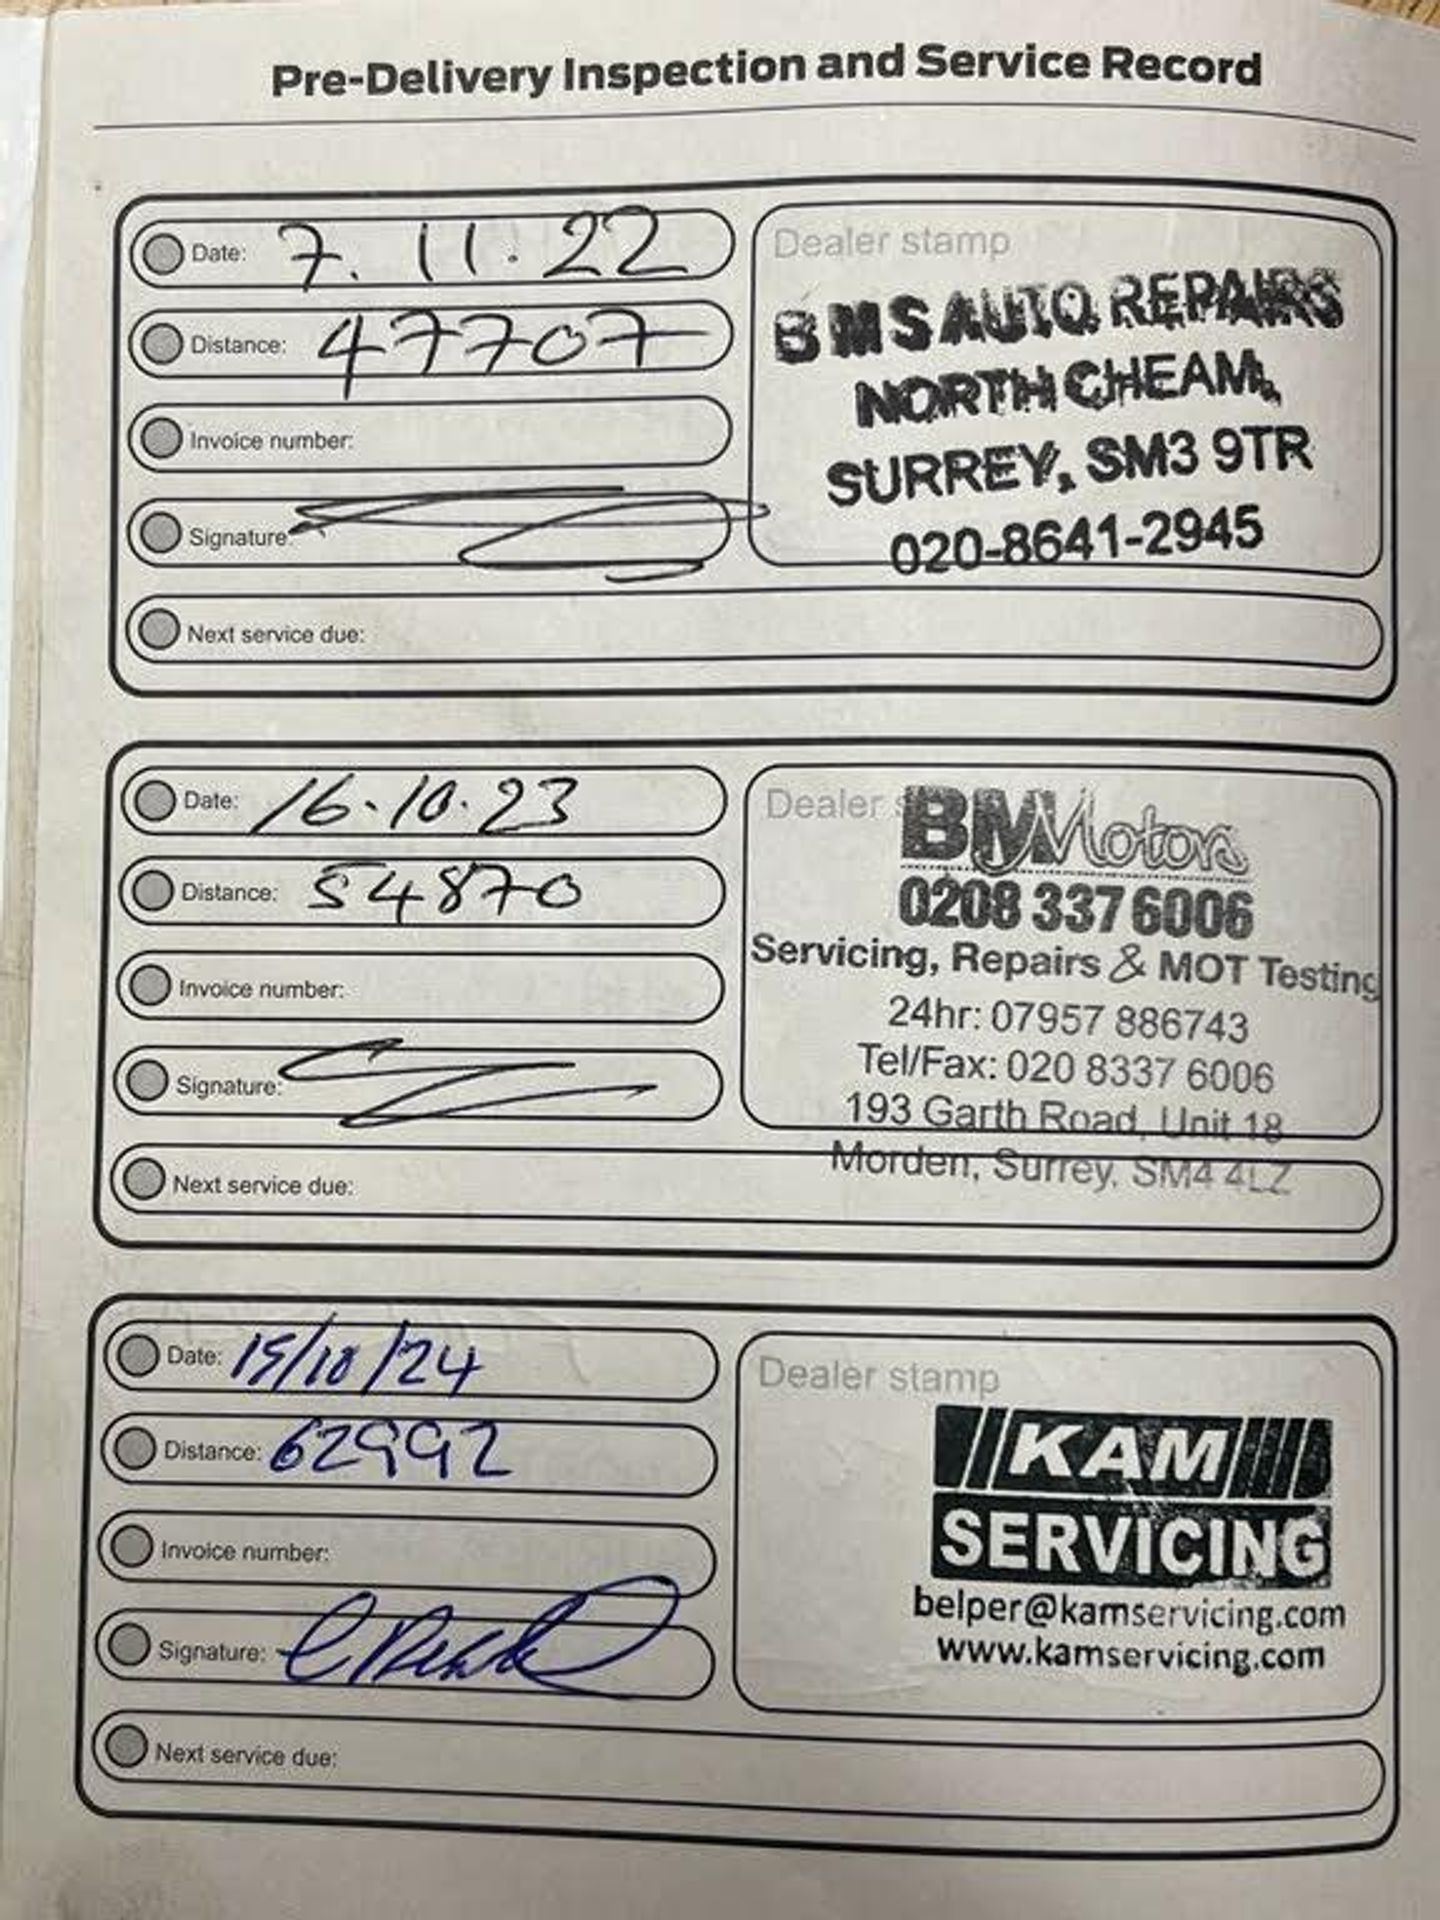 Pre-Delivery Inspection and Service Record
Date: 7.11.22
Distance: 47707
Invoice number:
Signature:
Next service due:
Dealer stamp
BMS AUTO REPAIRS
NORTH CHEAM,
SURREY, SM3 9TR
020-8641-2945
Date: 16.10.23
Distance: 54870
Invoice number:
Signature:
Next service due:
Dealer
BM Motors
0208 337 6006
Servicing, Repairs & MOT Testing
24hr: 07957 886743
Tel/Fax: 020 8337 6006
193 Garth Road, Unit 18
Morden, Surrey, SM4 4LZ
Date: 15/10/24
Distance: 62992
Invoice number:
Signature:
Next service due:
Dealer stamp
KAM
SERVICING
belper@kamservicing.com
www.kamservicing.com